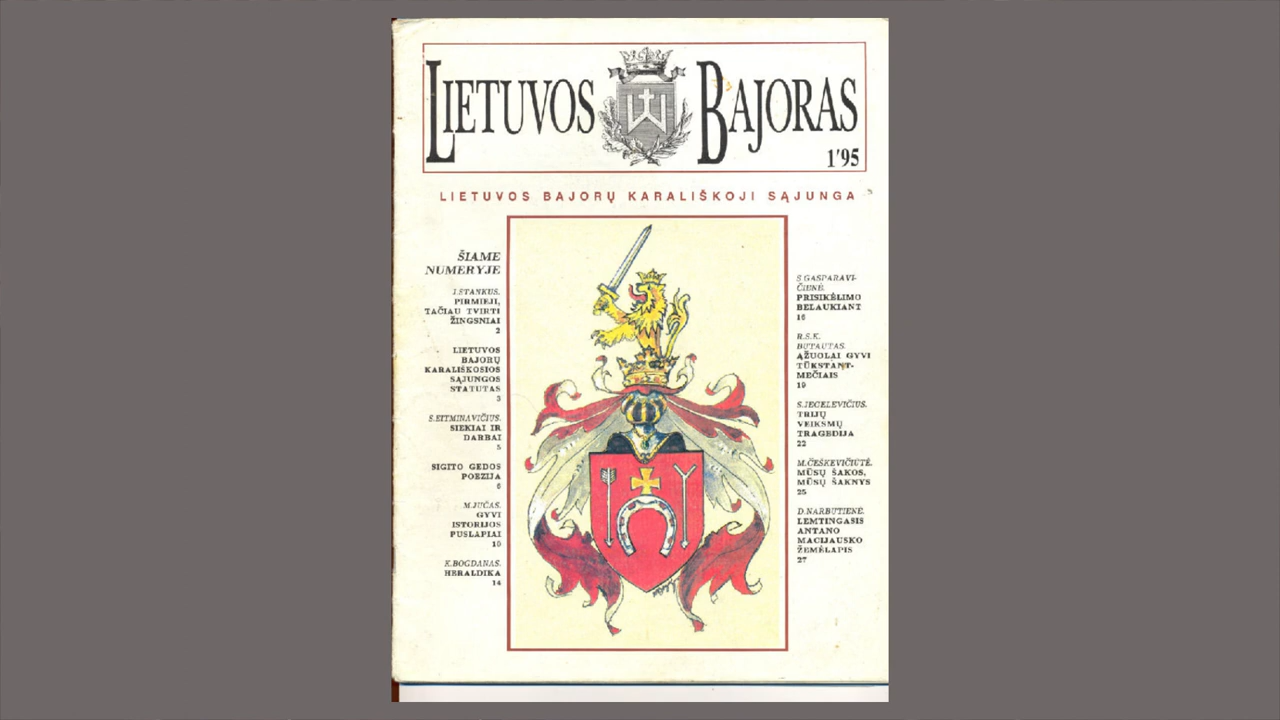 LIETUVOS BAJORAS
1'95
LIETUVOS BAJORŲ KARALIŠKOJI SĄJUNGA
ŠIAME
NUMERYJE
J.STANKUS.
PIRMIEJI,
TAČIAU TVIRTI
ŽINGSNIAI
2
LIETUVOS
BAJORŲ
KARALIŠKOSIOS
SĄJUNGOS
STATUTAS
3
S.EITMINAVIČIUS.
SIEKIAI IR
DARBAI
5
SIGITO GEDOS
POEZIJA
6
M.JUČAS.
GYVI
ISTORIJOS
PUSLAPIAI
10
K.BOGDANAS.
HERALDIKA
14
S.GASPARAVI-
ČIENĖ.
PRISIKĖLIMO
BELAUKIANT
16
R.S.K.
BUTAUTAS.
ĄŽUOLAI GYVI
TŪKSTANT-
MEČIAIS
19
S.JEGELEVIČIUS.
TRIJŲ
VEIKSMŲ
TRAGEDIJA
22
M.ČEŠKEVIČIŪTĖ.
MŪSŲ ŠAKOS,
MŪSŲ ŠAKNYS
25
D.NARBUTIENĖ.
LEMTINGASIS
ANTANO
MACIJAUSKO
ŽEMĖLAPIS
27